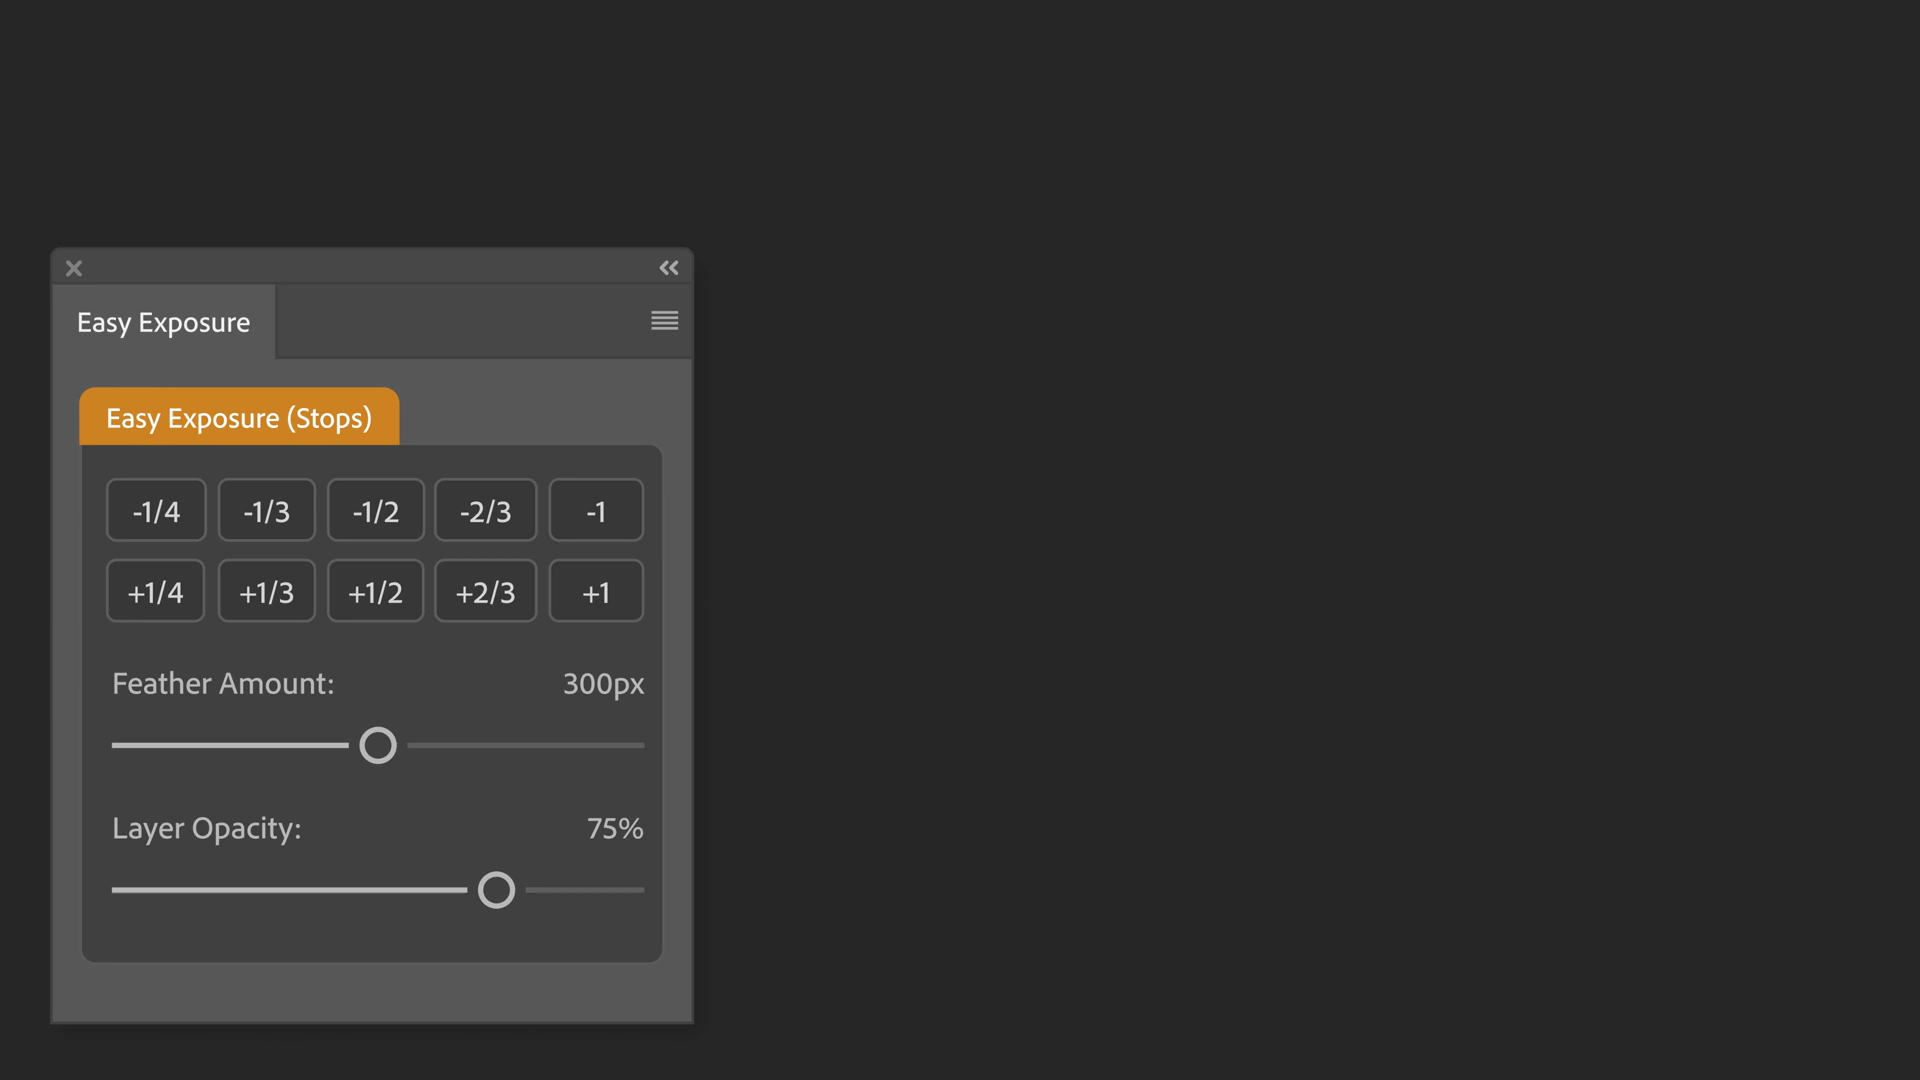 Easy Exposure
Easy Exposure (Stops)
-1/4 -1/3 -1/2 -2/3 -1
+1/4 +1/3 +1/2 +2/3 +1
Feather Amount: 300px
Layer Opacity: 75%